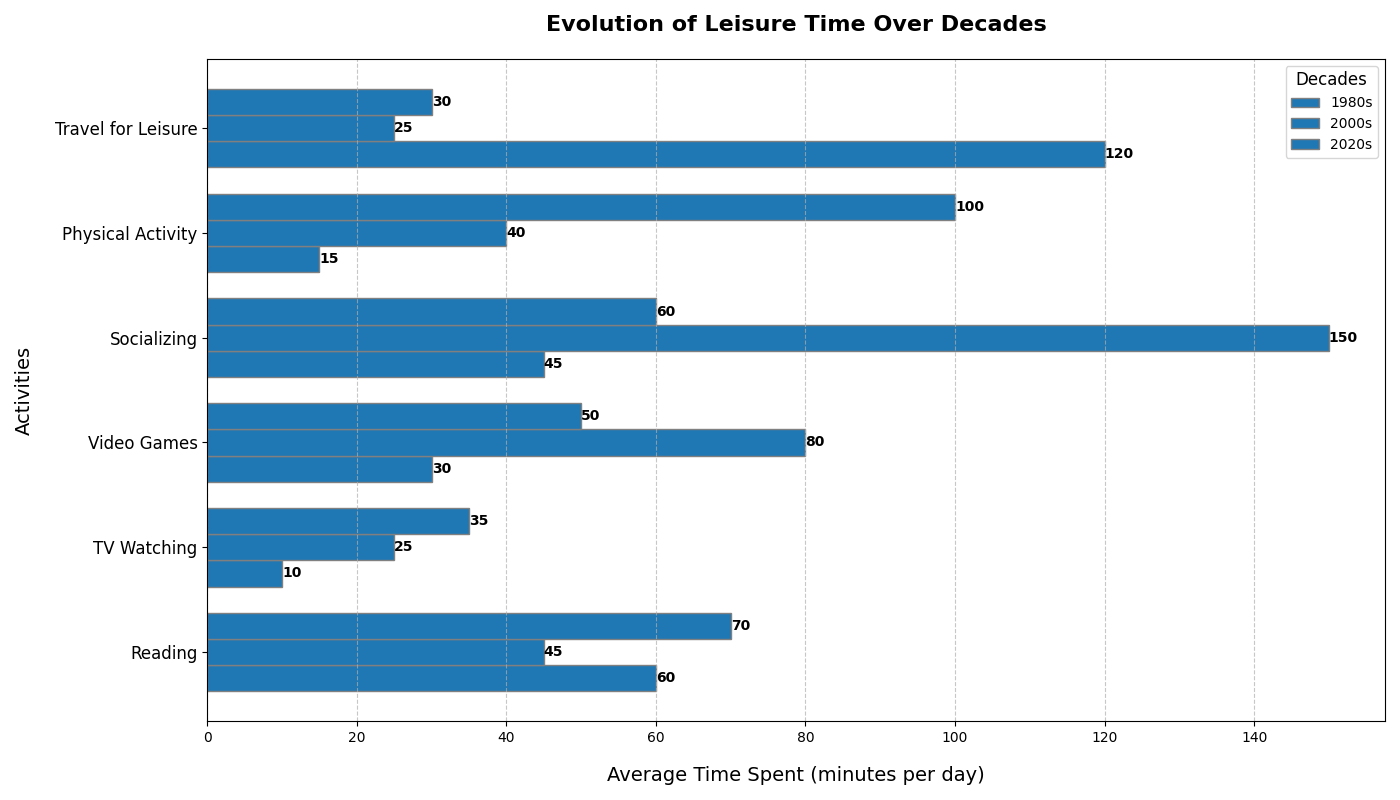 Evolution of Leisure Time Over Decades
Decades
1980s
2000s
2020s
Activities
Travel for Leisure
30
25
120
Physical Activity
100
40
15
Socializing
60
150
45
Video Games
50
80
30
TV Watching
35
25
10
Reading
70
45
60
0 20 40 60 80 100 120 140
Average Time Spent (minutes per day)